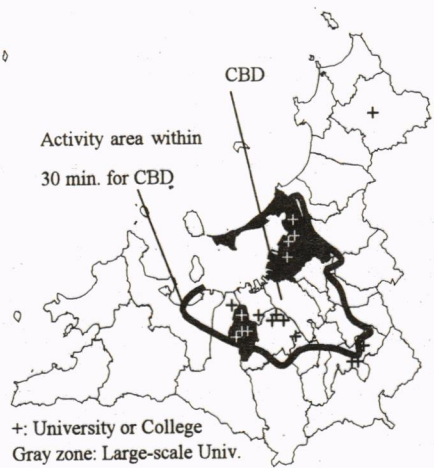 CBD
Activity area within
30 min. for CBD
+: University or College
Gray zone: Large-scale Univ.